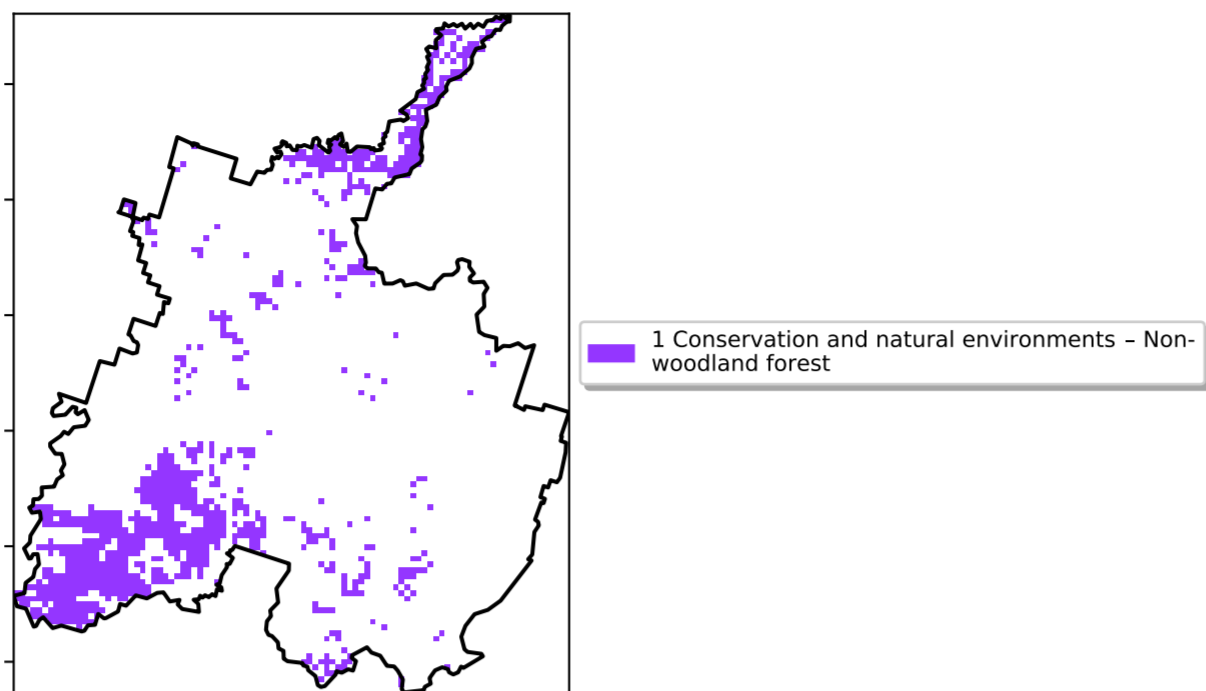 1 Conservation and natural environments – Non-
woodland forest